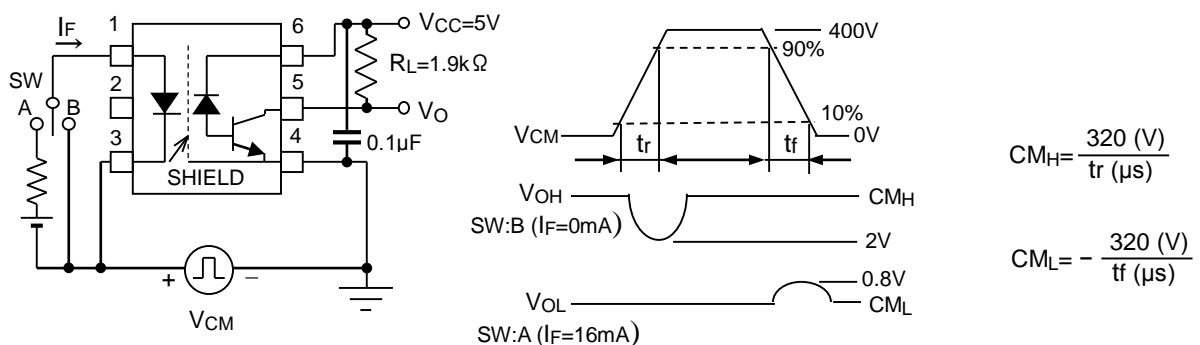 IF
1
6
VCC=5V
SW
A
B
2
RL=1.9kΩ
5
VO
3
4
0.1μF
SHIELD
+
−
VCM
400V
90%
10%
VCM
0V
tr
tf
VOH
CMH
SW:B (IF=0mA)
2V
0.8V
VOL
CML
SW:A (IF=16mA)
CMH= 320 (V)
tr (μs)
CML= − 320 (V)
tf (μs)